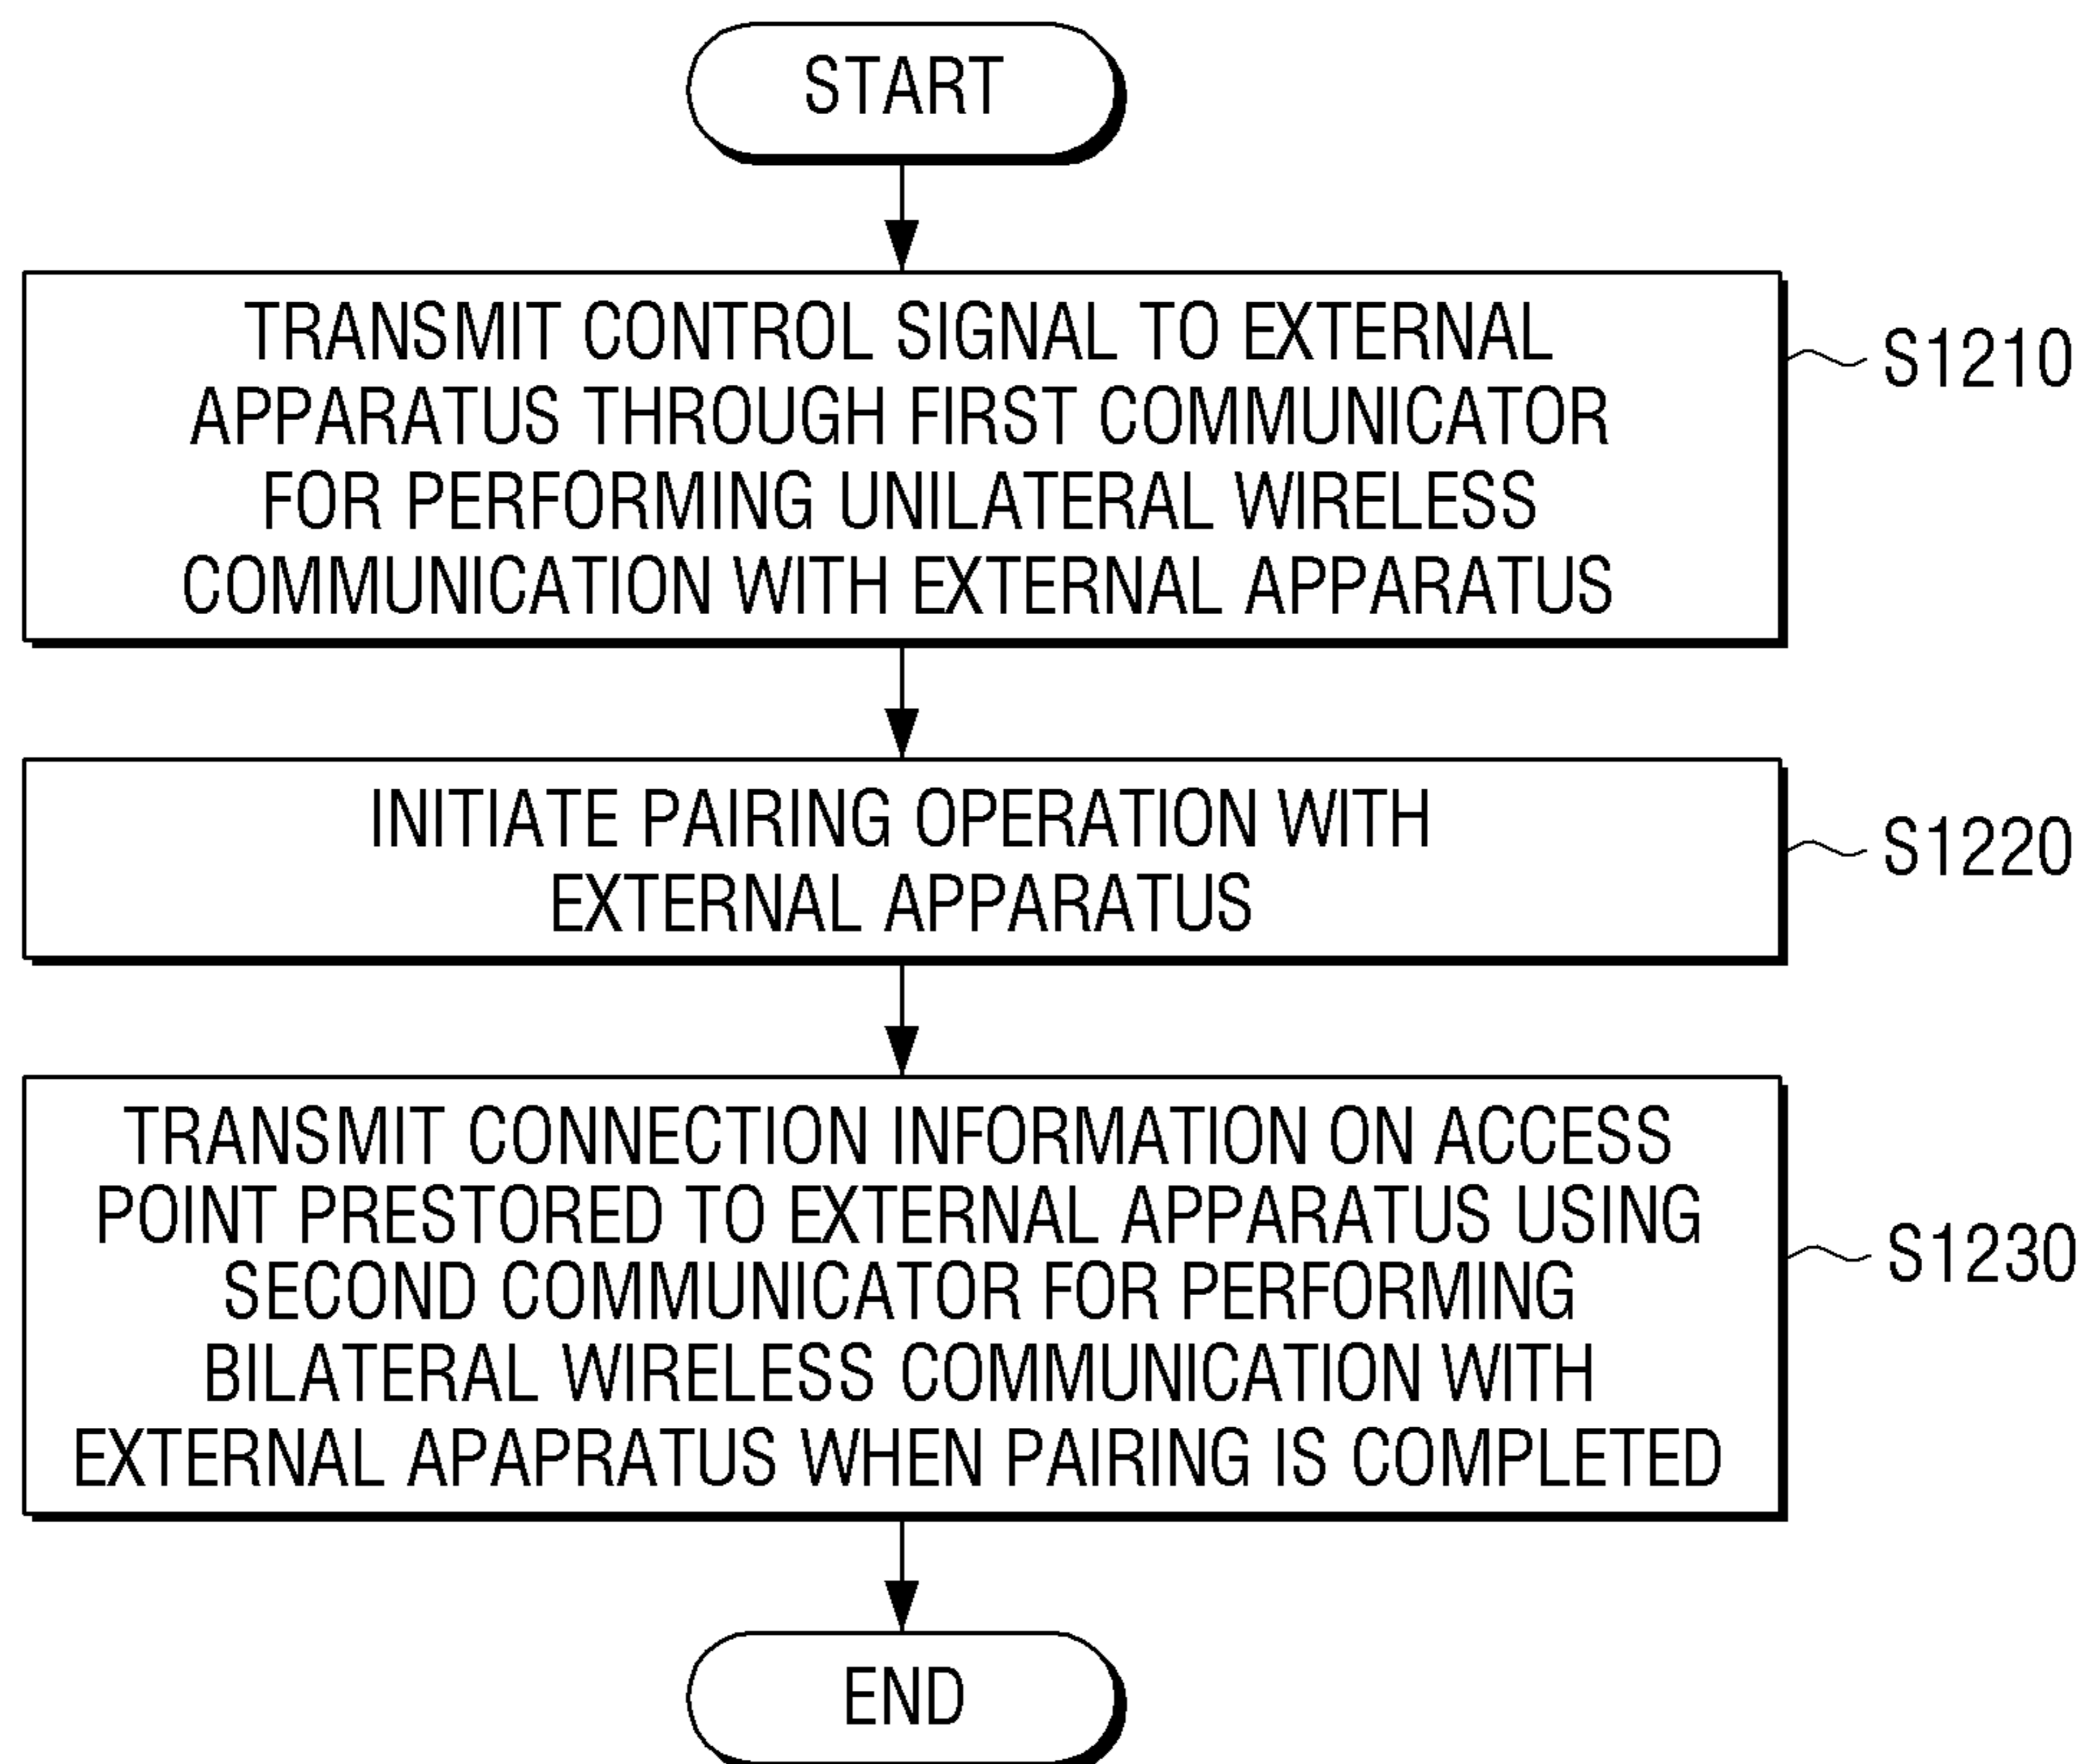 START
TRANSMIT CONTROL SIGNAL TO EXTERNAL
APPARATUS THROUGH FIRST COMMUNICATOR
FOR PERFORMING UNILATERAL WIRELESS
COMMUNICATION WITH EXTERNAL APPARATUS
S1210
INITIATE PAIRING OPERATION WITH
EXTERNAL APPARATUS
S1220
TRANSMIT CONNECTION INFORMATION ON ACCESS
POINT PRESTORED TO EXTERNAL APPARATUS USING
SECOND COMMUNICATOR FOR PERFORMING
BILATERAL WIRELESS COMMUNICATION WITH
EXTERNAL APAPRATUS WHEN PAIRING IS COMPLETED
S1230
END